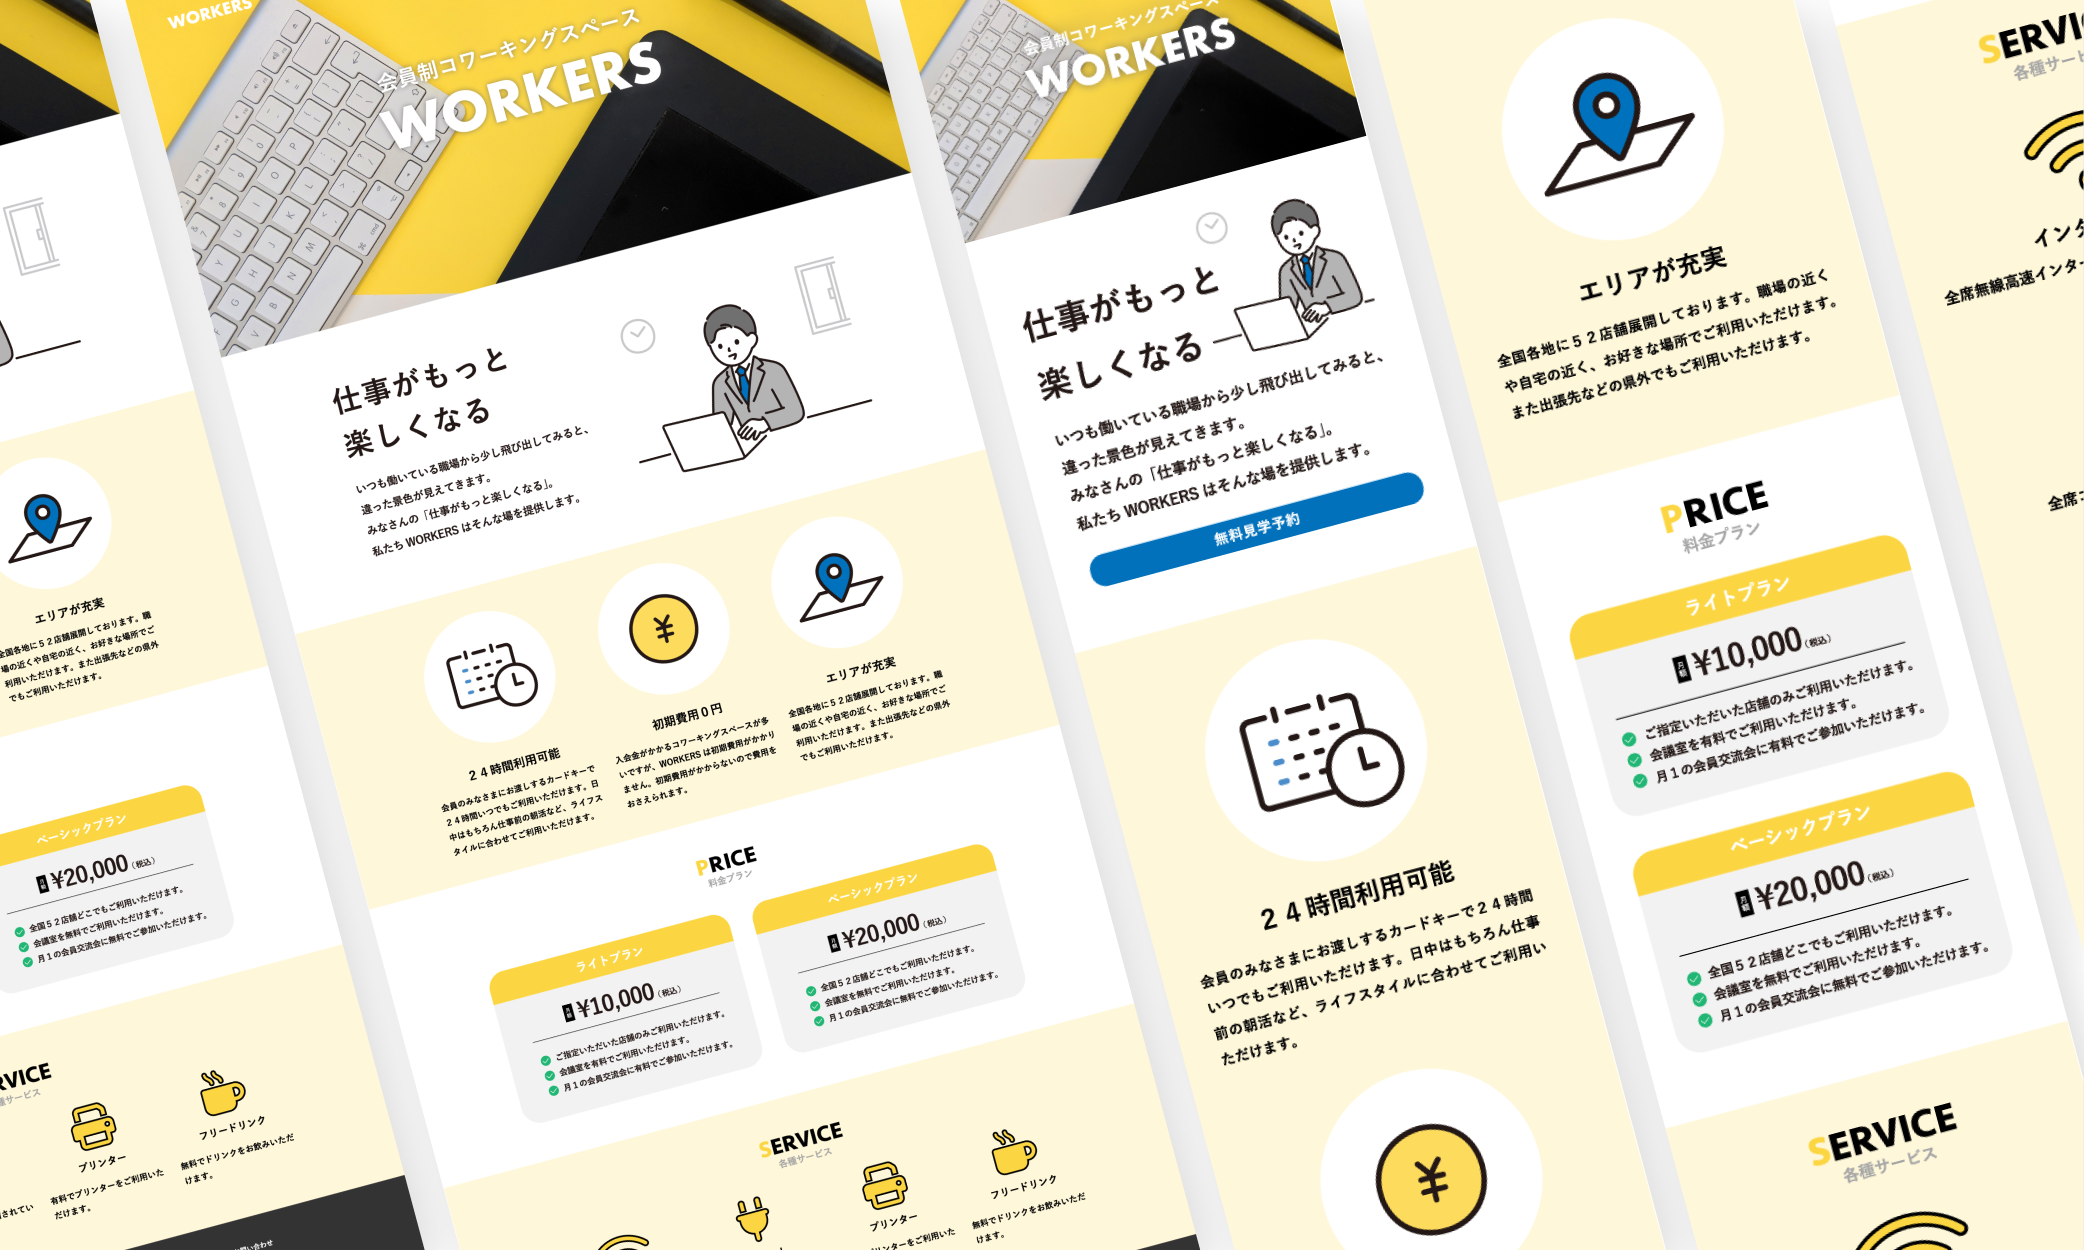 エリアが充実
全国各地に５２店舗展開しております。職
場の近くや自宅の近く、お好きな場所でご
利用いただけます。また出張先などの県外
でもご利用いただけます。
ベーシックプラン
月額 ¥20,000（税込）
全国５２店舗どこでもご利用いただけます。
会議室を無料でご利用いただけます。
月１の会員交流会に無料でご参加いただけます。
RVICE
種サービス
プリンター
有料でプリンターをご利用いた
だけます。
フリードリンク
無料でドリンクをお飲みいただ
けます。
されてい
い合わせ
WORKERS
会員制コワーキングスペース
WORKERS
仕事がもっと
楽しくなる
いつも働いている職場から少し飛び出してみると、
違った景色が見えてきます。
みなさんの「仕事がもっと楽しくなる」。
私たち WORKERS はそんな場を提供します。
２４時間利用可能
会員のみなさまにお渡しするカードキーで
２４時間いつでもご利用いただけます。日
中はもちろん仕事前の朝活など、ライフス
タイルに合わせてご利用いただけます。
初期費用０円
入会金がかかるコワーキングスペースが多
いですが、WORKERS は初期費用がかかり
ません。初期費用がかからないので費用を
おさえられます。
エリアが充実
全国各地に５２店舗展開しております。職
場の近くや自宅の近く、お好きな場所でご
利用いただけます。また出張先などの県外
でもご利用いただけます。
PRICE
料金プラン
ライトプラン
月額 ¥10,000（税込）
ご指定いただいた店舗のみご利用いただけます。
会議室を有料でご利用いただけます。
月１の会員交流会に有料でご参加いただけます。
ベーシックプラン
月額 ¥20,000（税込）
全国５２店舗どこでもご利用いただけます。
会議室を無料でご利用いただけます。
月１の会員交流会に無料でご参加いただけます。
SERVICE
各種サービス
プリンター
プリンターをご利用いた
フリードリンク
無料でドリンクをお飲みいただ
けます。
会員制コワーキングスペース
WORKERS
仕事がもっと
楽しくなる
いつも働いている職場から少し飛び出してみると、
違った景色が見えてきます。
みなさんの「仕事がもっと楽しくなる」。
私たち WORKERS はそんな場を提供します。
無料見学予約
２４時間利用可能
会員のみなさまにお渡しするカードキーで２４時間
いつでもご利用いただけます。日中はもちろん仕事
前の朝活など、ライフスタイルに合わせてご利用い
ただけます。
エリアが充実
全国各地に５２店舗展開しております。職場の近く
や自宅の近く、お好きな場所でご利用いただけます。
また出張先などの県外でもご利用いただけます。
PRICE
料金プラン
ライトプラン
月額 ¥10,000（税込）
ご指定いただいた店舗のみご利用いただけます。
会議室を有料でご利用いただけます。
月１の会員交流会に有料でご参加いただけます。
ベーシックプラン
月額 ¥20,000（税込）
全国５２店舗どこでもご利用いただけます。
会議室を無料でご利用いただけます。
月１の会員交流会に無料でご参加いただけます。
SERVICE
各種サービス
SERVI
各種サー
インタ
全席無線高速インター
全席